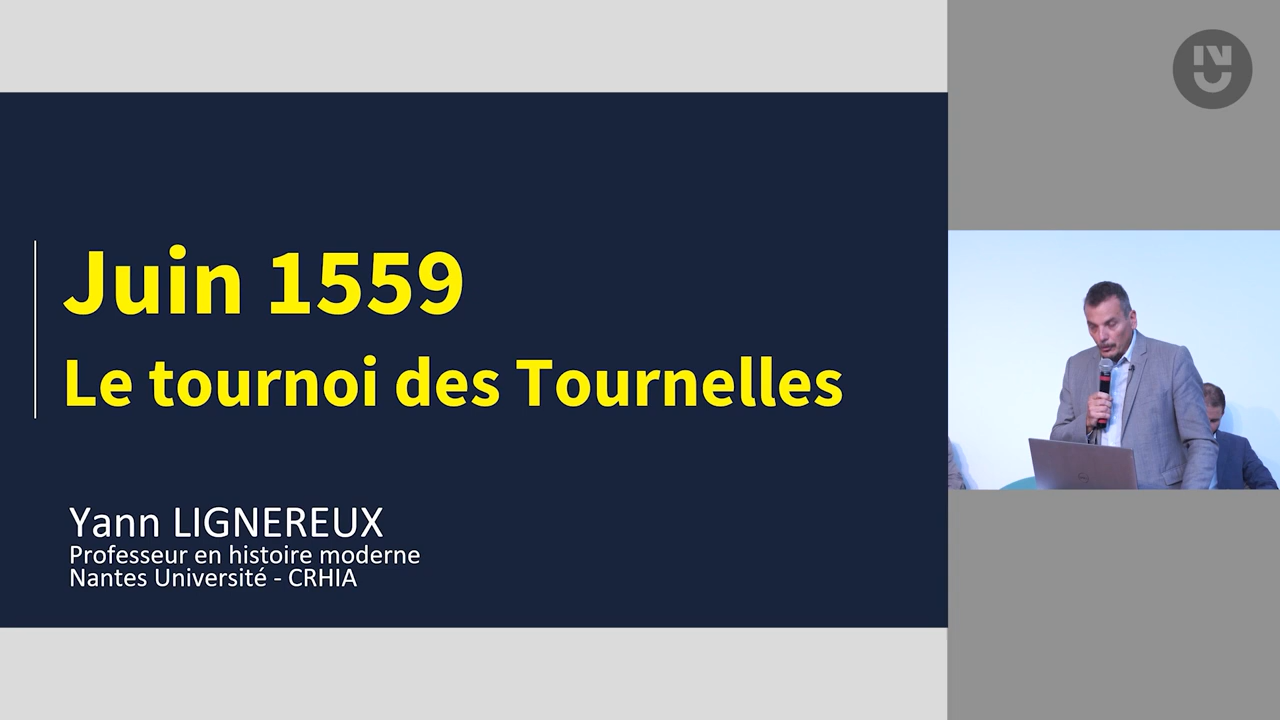 Juin 1559
Le tournoi des Tournelles
Yann LIGNEREUX
Professeur en histoire moderne
Nantes Université - CRHIA